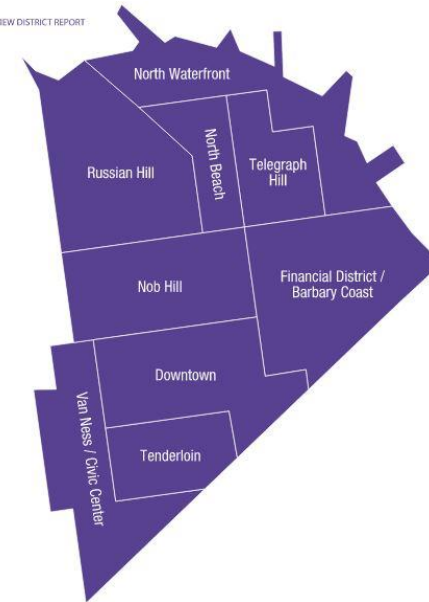 IEW DISTRICT REPORT
North Waterfront
Russian Hill
North Beach
Telegraph
Hill
Nob Hill
Financial District /
Barbary Coast
Downtown
Van Ness / Civic Center
Tenderloin